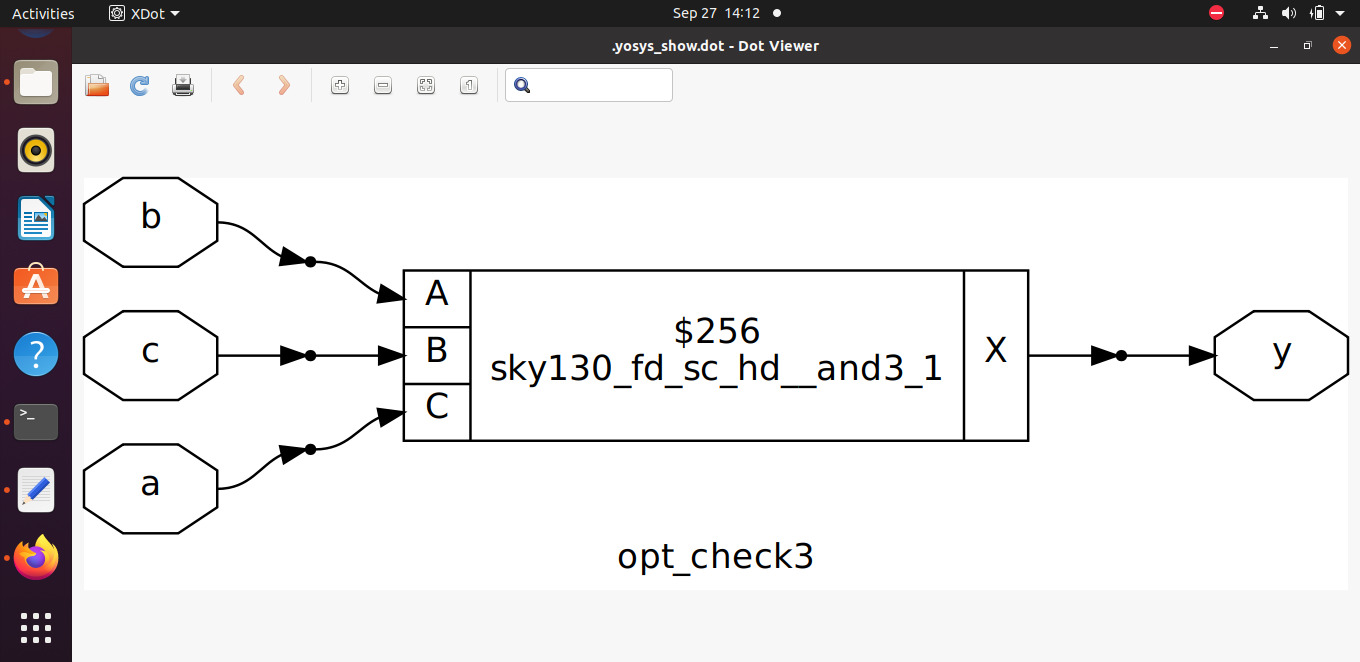 Activities
XDot
Sep 27 14:12
.yosys_show.dot - Dot Viewer
b
c
a
A
B
C
$256
sky130_fd_sc_hd__and3_1
X
y
opt_check3